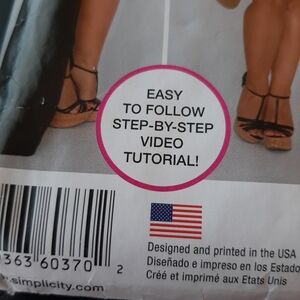 EASY
TO FOLLOW
STEP-BY-STEP
VIDEO
TUTORIAL!
Designed and printed in the USA
Diseñado e impreso en los Estado
Créé et imprimé aux Etats Unis
363 60370 2
.simplicity.com/